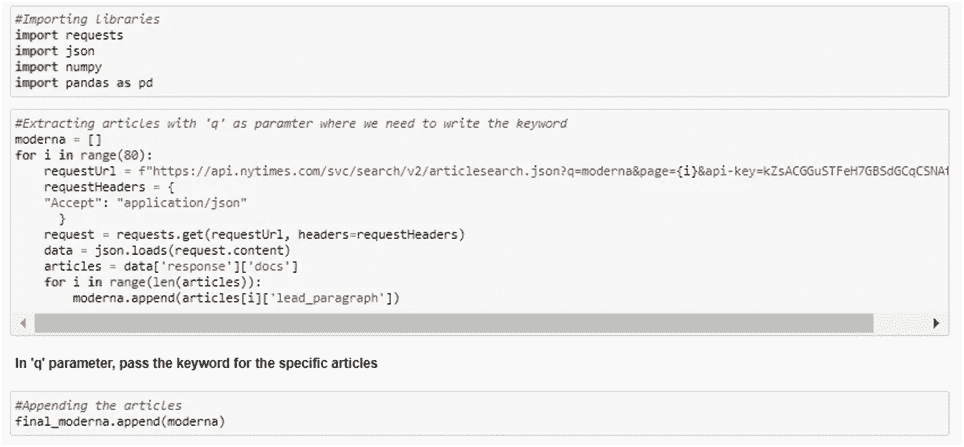 #Importing libraries
import requests
import json
import numpy
import pandas as pd
#Extracting articles with 'q' as paramter where we need to write the keyword
moderna = []
for i in range(80):
requestUrl = f"https://api.nytimes.com/svc/search/v2/articlesearch.json?q=moderna&page={i}&api-key=
requestHeaders = {
"Accept": "application/json"
}
request = requests.get(requestUrl, headers=requestHeaders)
data = json.loads(request.content)
articles = data['response']['docs']
for i in range(len(articles)):
moderna.append(articles[i]['lead_paragraph'])
In 'q' parameter, pass the keyword for the specific articles
#Appending the articles
final_moderna.append(moderna)